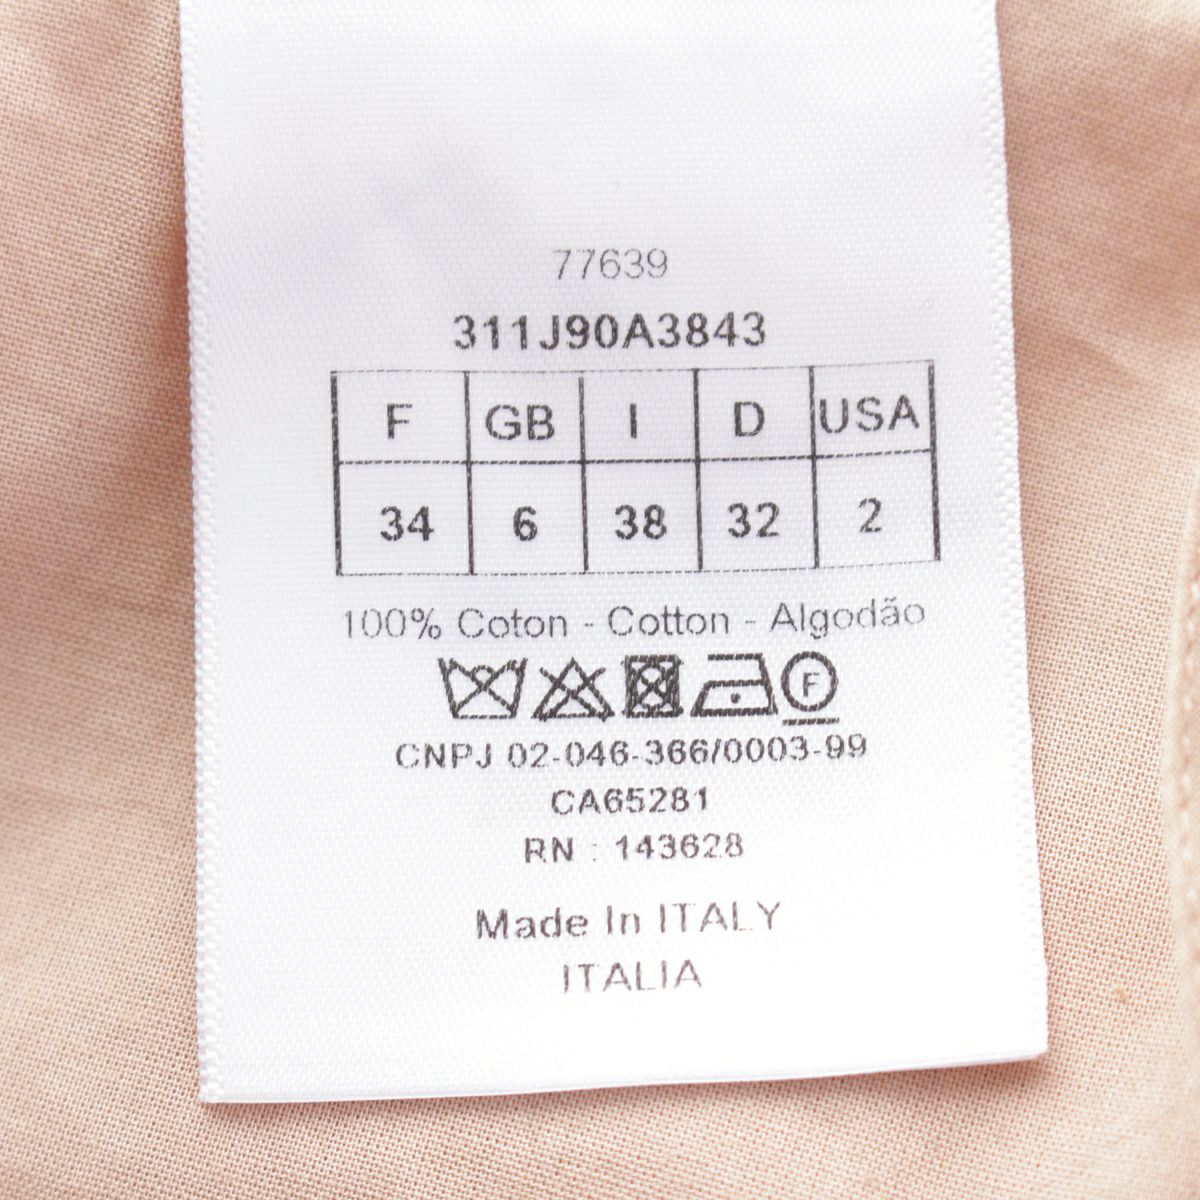 77639
311J90A3843
F GB I D USA
34 6 38 32 2
100% Coton - Cotton - Algodão
F
CNPJ 02-046-366/0003-99
CA65281
RN : 143628
Made In ITALY
ITALIA